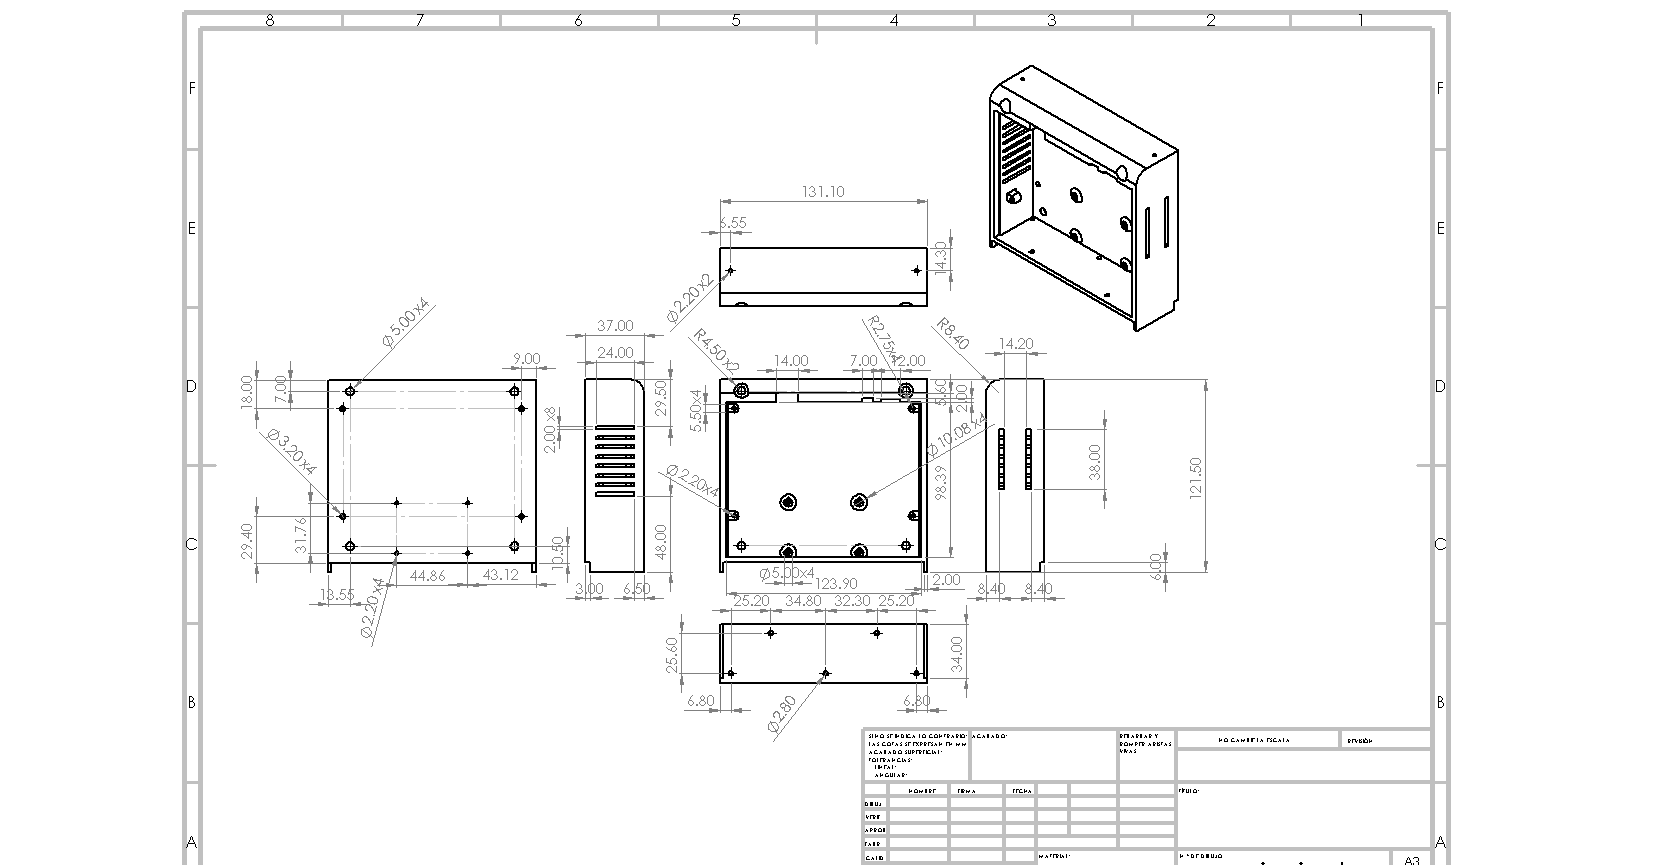 8 7 6 5 4 3 2 1
F F
131.10
E E
6.55
14.30
Ø2.20x2
Ø5.00x4
37.00
R4.50x2
R2.75x4
R8.40
14.20
24.00
9.00
14.00
7.00
12.00
D D
18.00
7.00
29.50
5.60
2.00
5.50x4
2.00 x8
Ø3.20x4
Ø10.08 x4
Ø2.20x4
98.39
38.00
121.50
29.40
31.76
C C
10.50
48.00
6.00
44.86
43.12
Ø5.00x4
123.90
2.00
13.55
3.00
6.50
8.40
8.40
Ø2.20x4
25.20
34.80
32.30
25.20
25.60
34.00
B B
6.80
6.80
Ø2.80
SI NO SE INDICA LO CONTRARIO:
LAS COTAS SE EXPRESAN EN MM
ACABADO SUPERFICIAL:
TOLERANCIAS:
LINEAL:
ANGULAR:
ACABADO:
REBARBAR Y
ROMPER ARISTAS
VIVAS
NO CAMBIE LA ESCALA
REVISIÓN
NOMBRE
FIRMA
FECHA
TÍTULO:
DIBUJ.
VERIF.
APROB.
FABR.
CALID.
A A
MATERIAL:
N.º DE DIBUJO
A3